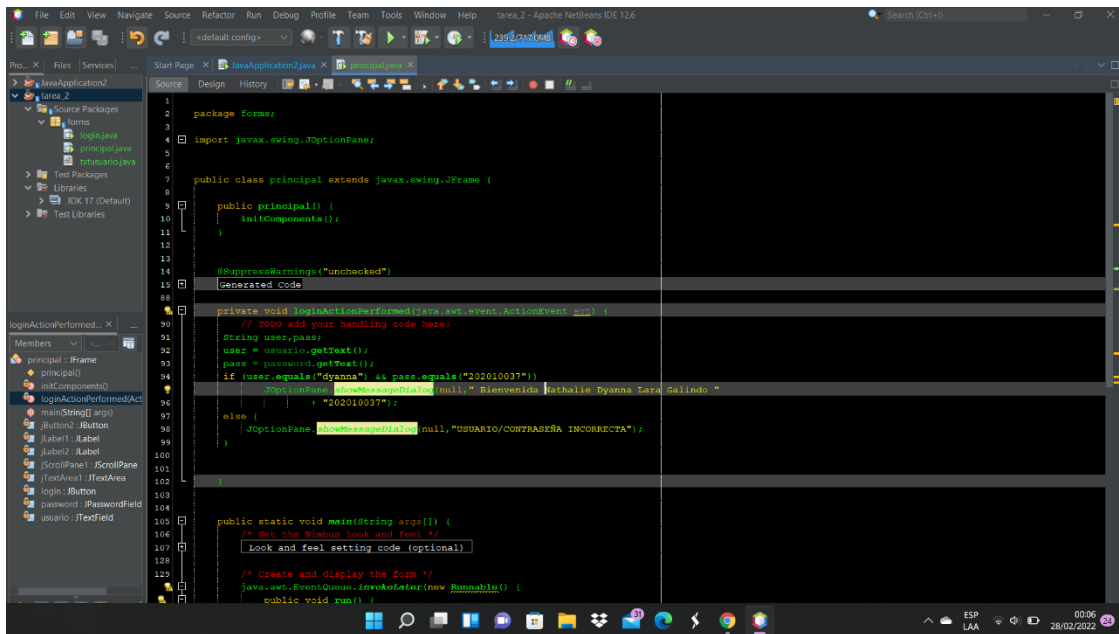 File Edit View Navigate Source Refactor Run Debug Profile Team Tools Window Help tarea_2 - Apache NetBeans IDE 12.6 Search (Ctrl+I)
<default config> 239.2/717.0MB
Pro... Files Services Start Page JavaApplication2.java principal.java
Source Design History
JavaApplication2
tarea_2
Source Packages
forms
login.java
principal.java
txtusuario.java
Test Packages
Libraries
JDK 17 (Default)
Test Libraries
loginActionPerformed...
Members
principal :: JFrame
principal()
initComponents()
loginActionPerformed(Act
main(String[] args)
jButton2 : JButton
jLabel1 : JLabel
jLabel2 : JLabel
jScrollPane1 : JScrollPane
jTextArea1 : JTextArea
login : JButton
password : JPasswordField
usuario : JTextField
1
2 package forms;
3
4 import javax.swing.JOptionPane;
5
6
7 public class principal extends javax.swing.JFrame {
8
9 public principal() {
10 initComponents();
11 }
12
13
14 @SuppressWarnings("unchecked")
15 Generated Code
88
private void loginActionPerformed(java.awt.event.ActionEvent evt) {
90 // TODO add your handling code here:
91 String user,pass;
92 user = usuario.getText();
93 pass = password.getText();
94 if (user.equals("dyanna") && pass.equals("202010037"))
JOptionPane.showMessageDialog(null," Bienvenida Nathalie Dyanna Lara Galindo "
96 + "202010037");
97 else {
98 JOptionPane.showMessageDialog(null,"USUARIO/CONTRASEÑA INCORRECTA");
99 }
100
101
102 }
103
104
105 public static void main(String args[]) {
106 /* Set the Nimbus look and feel */
107 Look and feel setting code (optional)
128
129 /* Create and display the form */
java.awt.EventQueue.invokeLater(new Runnable() {
public void run() {
31
ESP
LAA
00:06
28/02/2022
24